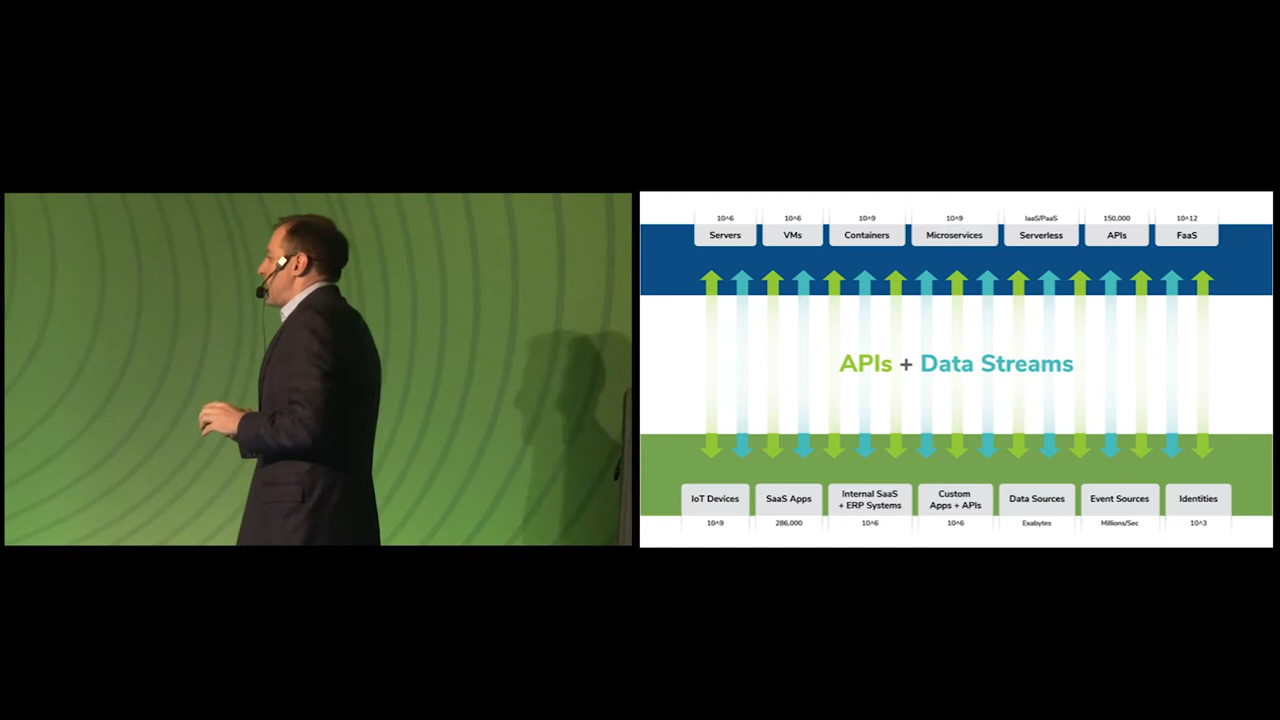 10^6 10^6 10^9 10^9 IaaS/PaaS 150,000 10^12
Servers VMs Containers Microservices Serverless APIs FaaS
APIs + Data Streams
IoT Devices SaaS Apps Internal SaaS + ERP Systems Custom Apps + APIs Data Sources Event Sources Identities
10^9 286,000 10^6 10^6 Exabytes Millions/Sec 10^3